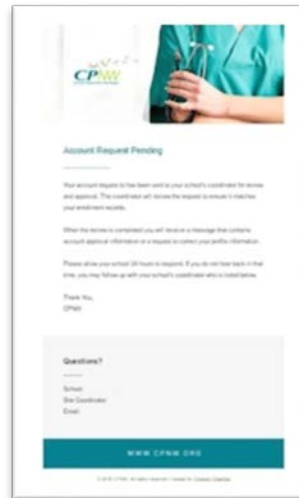 CPNW
Account Request Pending
Your account request to has been sent to your school's coordinator for review
and approval. The coordinator will review the request to ensure it matches
your enrollment records.
When the review is completed you will receive a message that contains
account approval information or a request to correct your profile information.
Please allow your school 24 hours to respond. If you do not hear back in that
time, you may follow up with your school's coordinator who is listed below.
Thank You,
CPNW
Questions?
School:
Site Coordinator:
Email:
WWW.CPNW.ORG